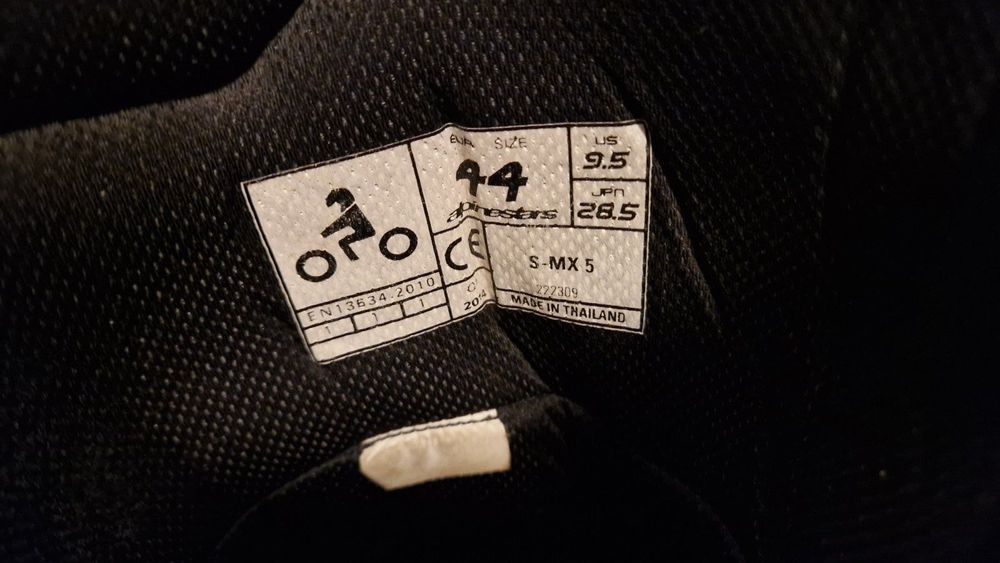 EUR SIZE
44
alpinestars
US
9.5
JPN
28.5
CE
S-MX 5
222309
MADE IN THAILAND
EN13634:2010
1 1 1